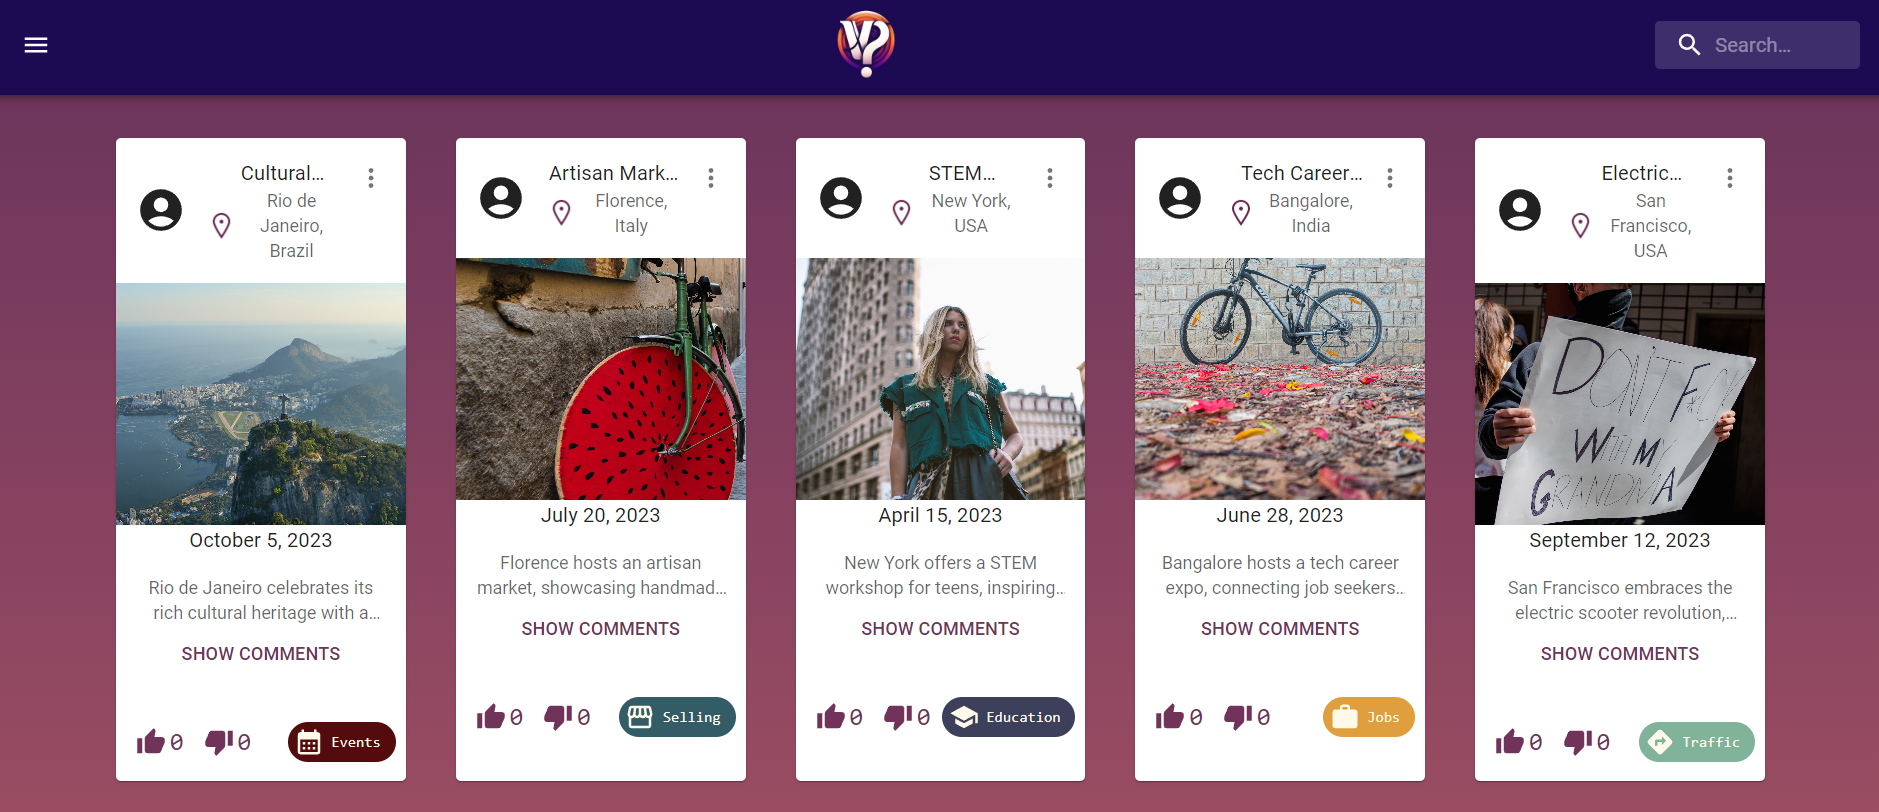 Search...
Cultural...
Rio de
Janeiro,
Brazil
October 5, 2023
Rio de Janeiro celebrates its
rich cultural heritage with a...
SHOW COMMENTS
0
0
Events
Artisan Mark...
Florence,
Italy
July 20, 2023
Florence hosts an artisan
market, showcasing handmad...
SHOW COMMENTS
0
0
Selling
STEM...
New York,
USA
April 15, 2023
New York offers a STEM
workshop for teens, inspiring...
SHOW COMMENTS
0
0
Education
Tech Career...
Bangalore,
India
June 28, 2023
Bangalore hosts a tech career
expo, connecting job seekers...
SHOW COMMENTS
0
0
Jobs
Electric...
San
Francisco,
USA
DON'T F*C
WITH MY
GRANDMA
September 12, 2023
San Francisco embraces the
electric scooter revolution,...
SHOW COMMENTS
0
0
Traffic